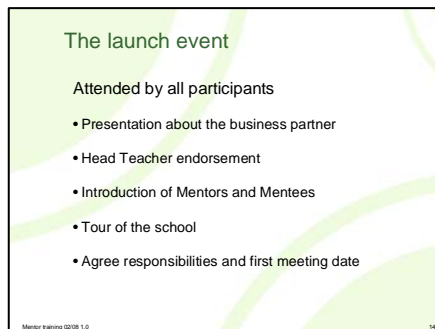 The launch event
Attended by all participants
• Presentation about the business partner
• Head Teacher endorsement
• Introduction of Mentors and Mentees
• Tour of the school
• Agree responsibilities and first meeting date
Mentor training 02/08 1.0
14